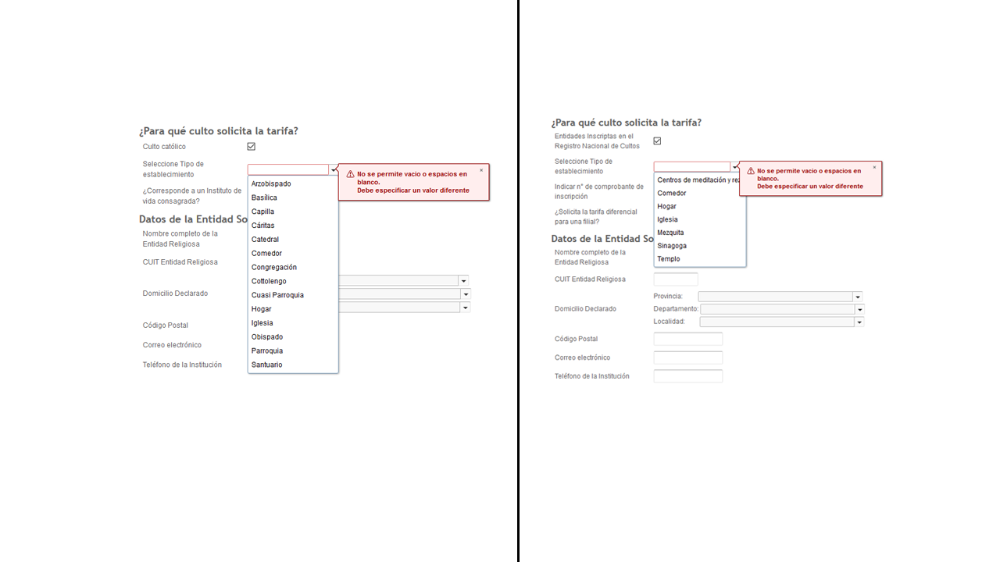 ¿Para qué culto solicita la tarifa?
Culto católico
Seleccione Tipo de
establecimiento
No se permite vacio o espacios en
blanco.
Debe especificar un valor diferente
¿Corresponde a un Instituto de
vida consagrada?
Arzobispado
Basílica
Capilla
Cáritas
Catedral
Comedor
Congregación
Cottolengo
Cuasi Parroquia
Hogar
Iglesia
Obispado
Parroquia
Santuario
Datos de la Entidad So
Nombre completo de la
Entidad Religiosa
CUIT Entidad Religiosa
Domicilio Declarado
Código Postal
Correo electrónico
Teléfono de la Institución
¿Para qué culto solicita la tarifa?
Entidades Inscriptas en el
Registro Nacional de Cultos
Seleccione Tipo de
establecimiento
No se permite vacio o espacios en
blanco.
Debe especificar un valor diferente
Indicar n° de comprobante de
inscripción
¿Solicita la tarifa diferencial
para una filial?
Centros de meditación y rez
Comedor
Hogar
Iglesia
Mezquita
Sinagoga
Templo
Datos de la Entidad So
Nombre completo de la
Entidad Religiosa
CUIT Entidad Religiosa
Domicilio Declarado
Provincia:
Departamento:
Localidad:
Código Postal
Correo electrónico
Teléfono de la Institución